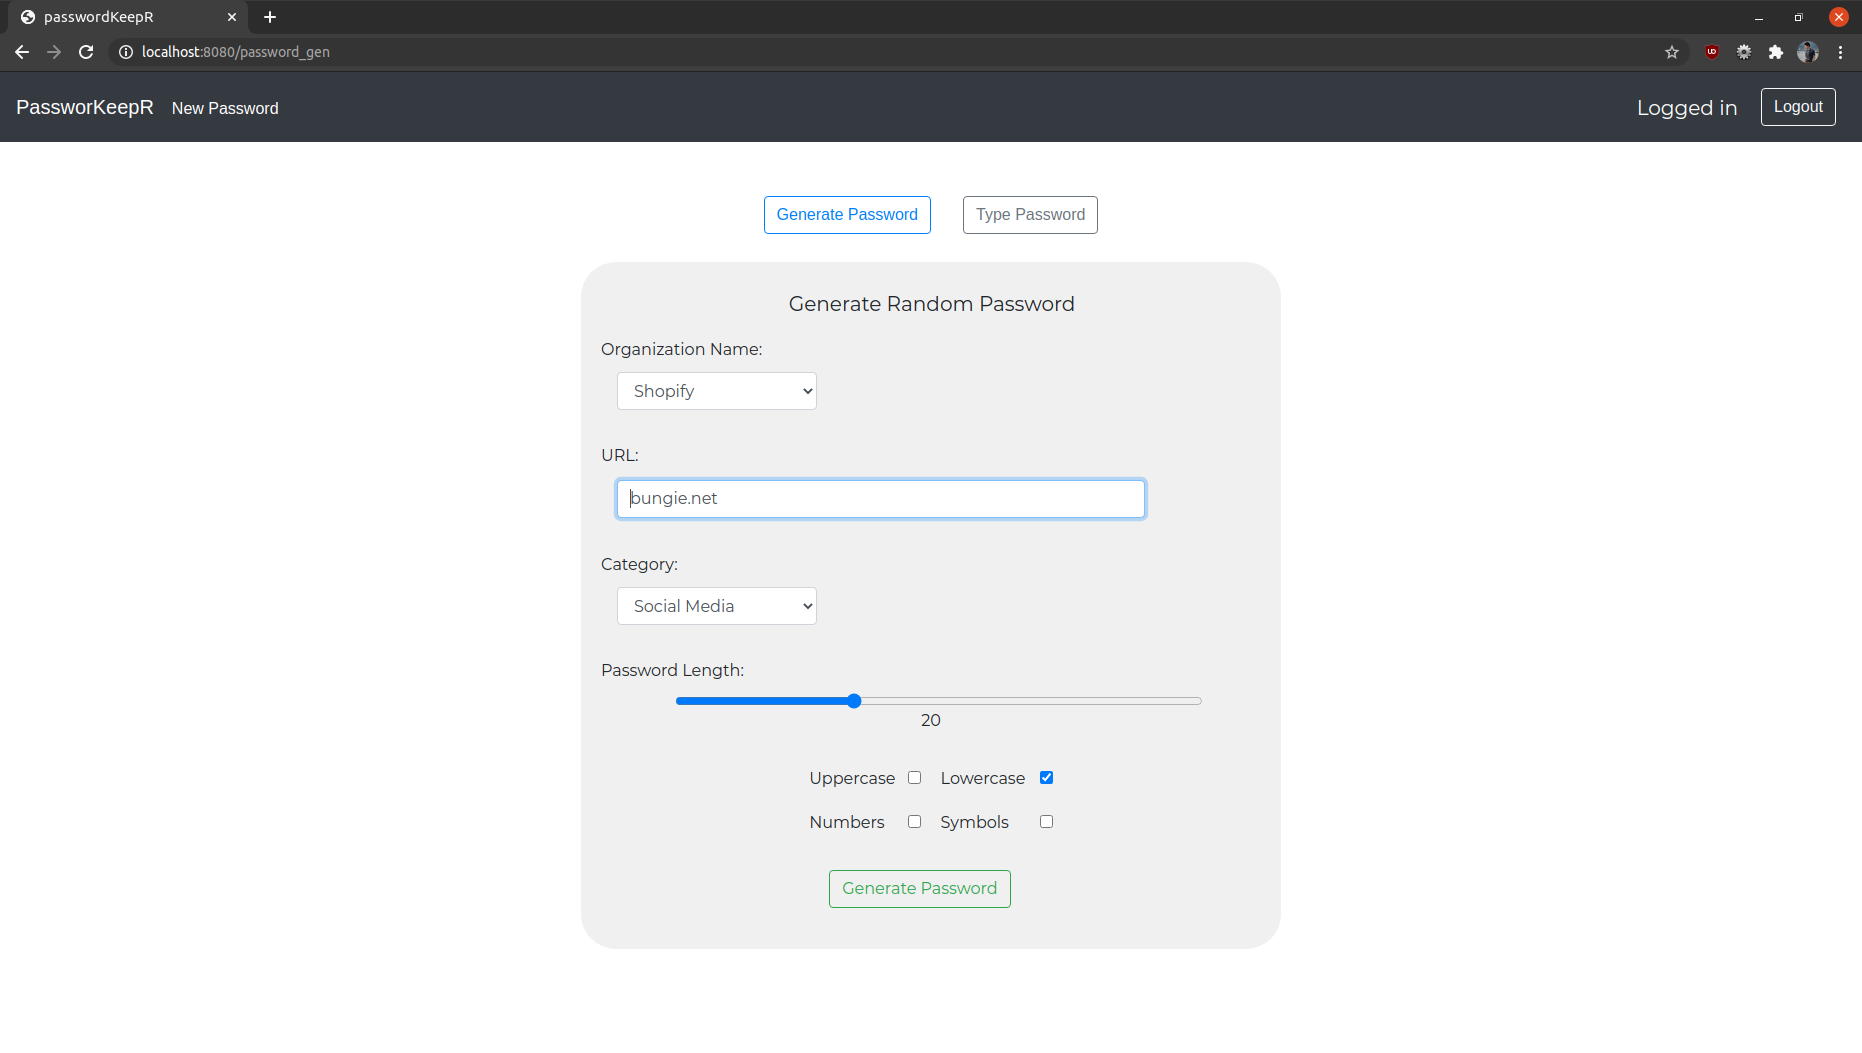 passwordKeepR
localhost:8080/password_gen
PassworKeepR New Password Logged in Logout
Generate Password Type Password
Generate Random Password
Organization Name:
Shopify
URL:
bungie.net
Category:
Social Media
Password Length:
20
Uppercase Lowercase
Numbers Symbols
Generate Password